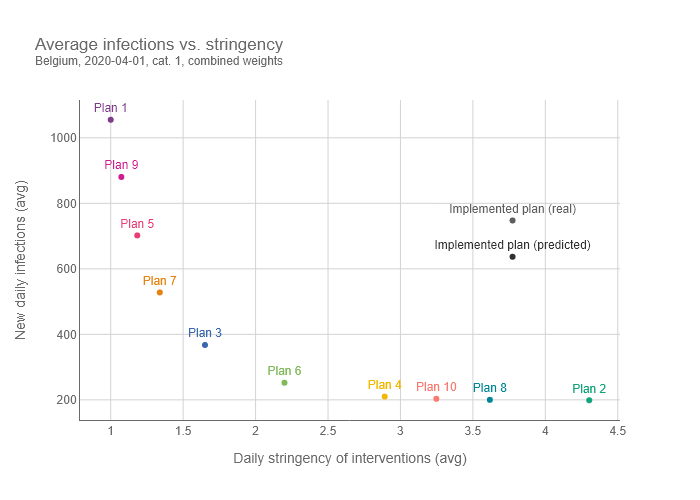 Average infections vs. stringency
Belgium, 2020-04-01, cat. 1, combined weights
Plan 1
1000
Plan 9
800
Implemented plan (real)
Plan 5
Implemented plan (predicted)
600
Plan 7
400
Plan 3
Plan 6
Plan 4
Plan 10
Plan 8
Plan 2
200
New daily infections (avg)
1
1.5
2
2.5
3
3.5
4
4.5
Daily stringency of interventions (avg)